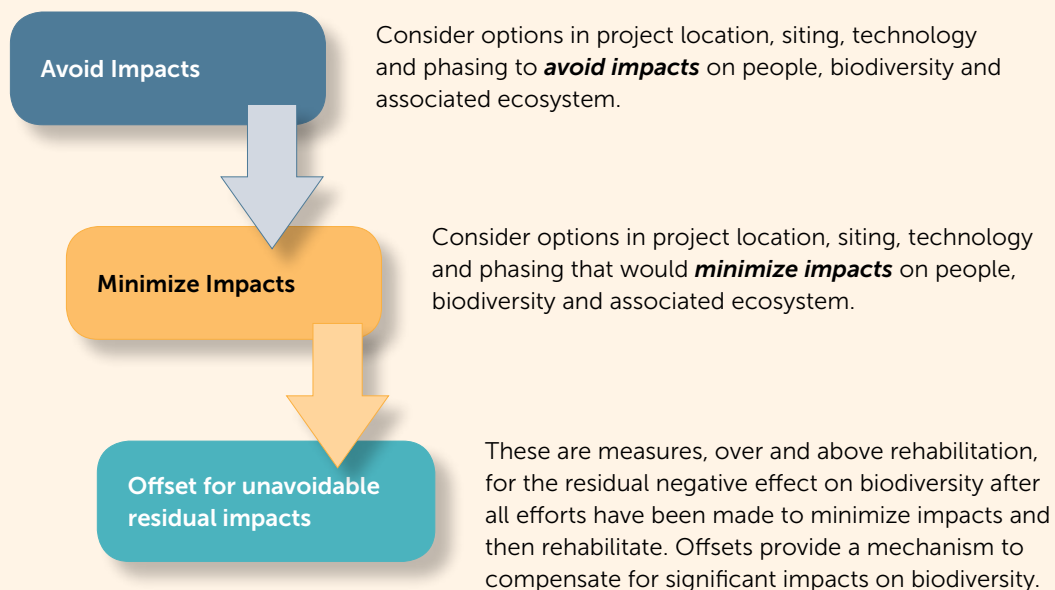 Avoid Impacts
Consider options in project location, siting, technology
and phasing to avoid impacts on people, biodiversity and
associated ecosystem.
Minimize Impacts
Consider options in project location, siting, technology
and phasing that would minimize impacts on people,
biodiversity and associated ecosystem.
Offset for unavoidable
residual impacts
These are measures, over and above rehabilitation,
for the residual negative effect on biodiversity after
all efforts have been made to minimize impacts and
then rehabilitate. Offsets provide a mechanism to
compensate for significant impacts on biodiversity.